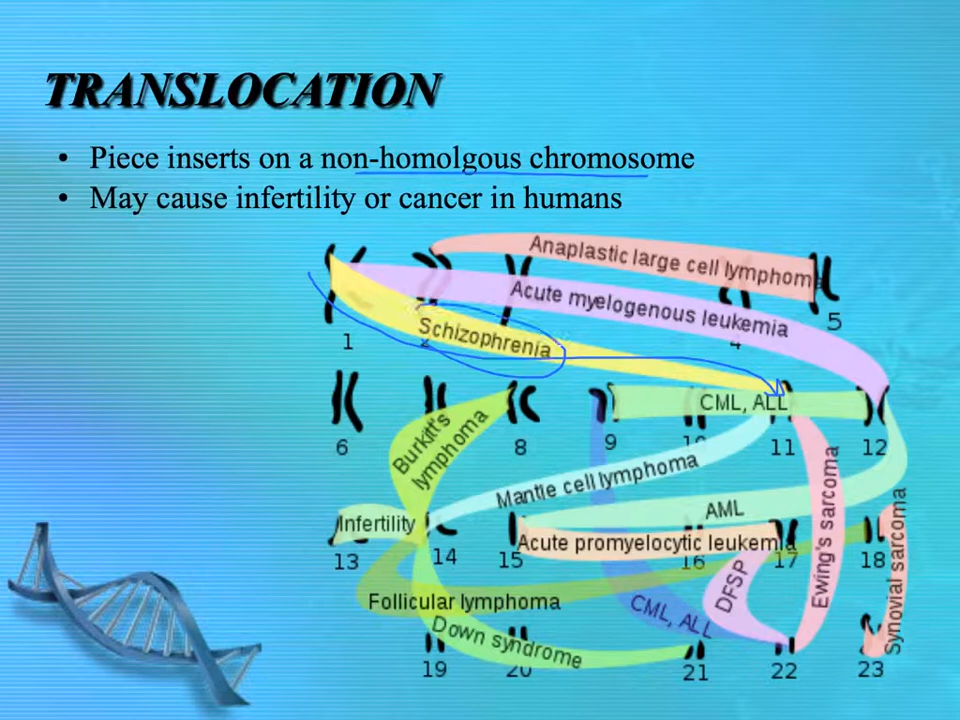 TRANSLOCATION
• Piece inserts on a non-homolgous chromosome
• May cause infertility or cancer in humans
Anaplastic large cell lymphoma
Acute myelogenous leukemia
Schizophrenia
1
2
4
5
Burkitt's
lymphoma
CML, ALL
6
8
9
10
11
12
Mantle cell lymphoma
AML
Infertility
Acute promyelocytic leukemia
13
14
15
16
17
18
Ewing's sarcoma
Synovial sarcoma
DFSP
Follicular lymphoma
CML, ALL
Down syndrome
19
20
21
22
23